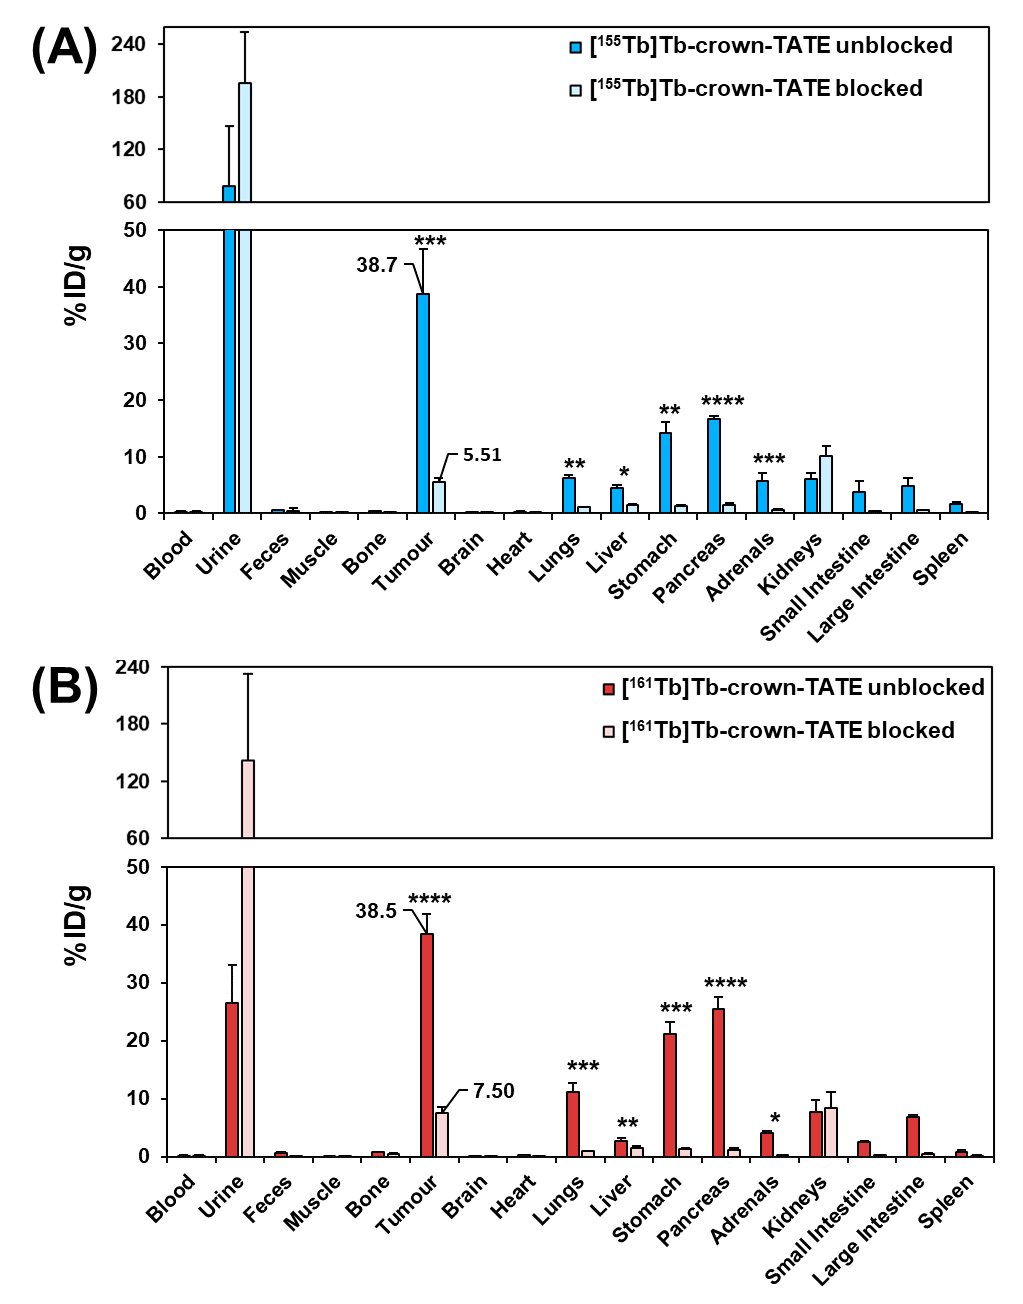 (A)
[¹⁵⁵Tb]Tb-crown-TATE unblocked
[¹⁵⁵Tb]Tb-crown-TATE blocked
240
180
120
60
50
40
30
20
10
0
%ID/g
***
38.7
5.51
**
*
**
****
***
Blood
Urine
Feces
Muscle
Bone
Tumour
Brain
Heart
Lungs
Liver
Stomach
Pancreas
Adrenals
Kidneys
Small Intestine
Large Intestine
Spleen
(B)
[¹⁶¹Tb]Tb-crown-TATE unblocked
[¹⁶¹Tb]Tb-crown-TATE blocked
240
180
120
60
50
40
30
20
10
0
%ID/g
****
38.5
7.50
***
**
***
****
*
Blood
Urine
Feces
Muscle
Bone
Tumour
Brain
Heart
Lungs
Liver
Stomach
Pancreas
Adrenals
Kidneys
Small Intestine
Large Intestine
Spleen